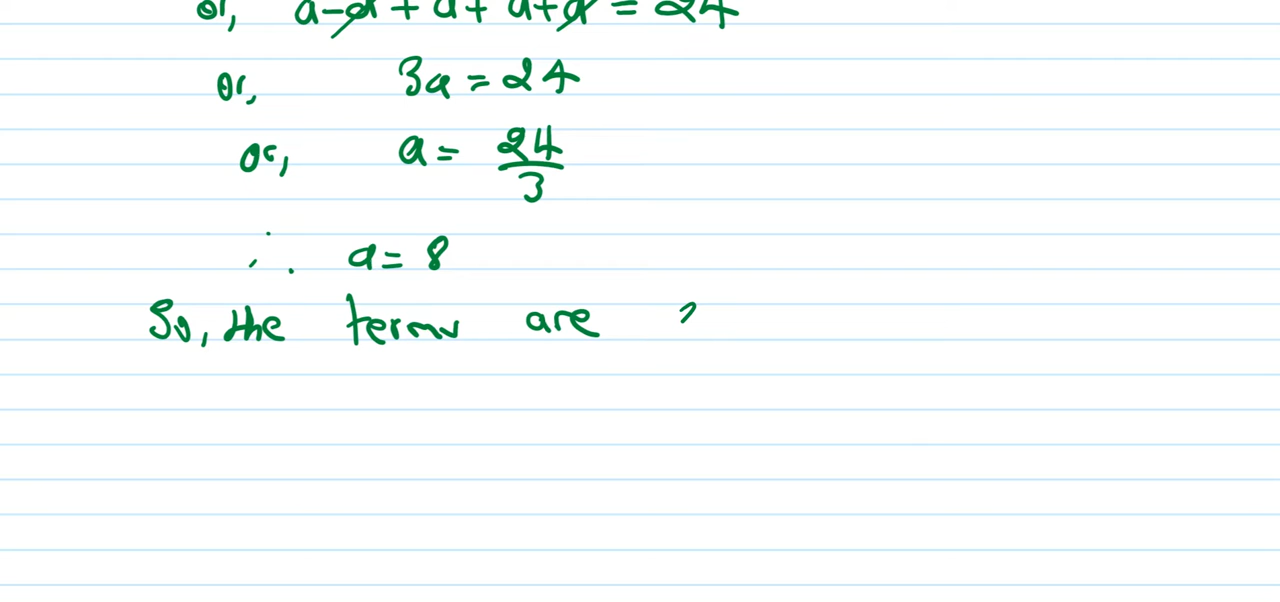 or, a-d + a + a+d = 24
or, 3a = 24
or, a = 24/3
∴ a = 8
So, the terms are